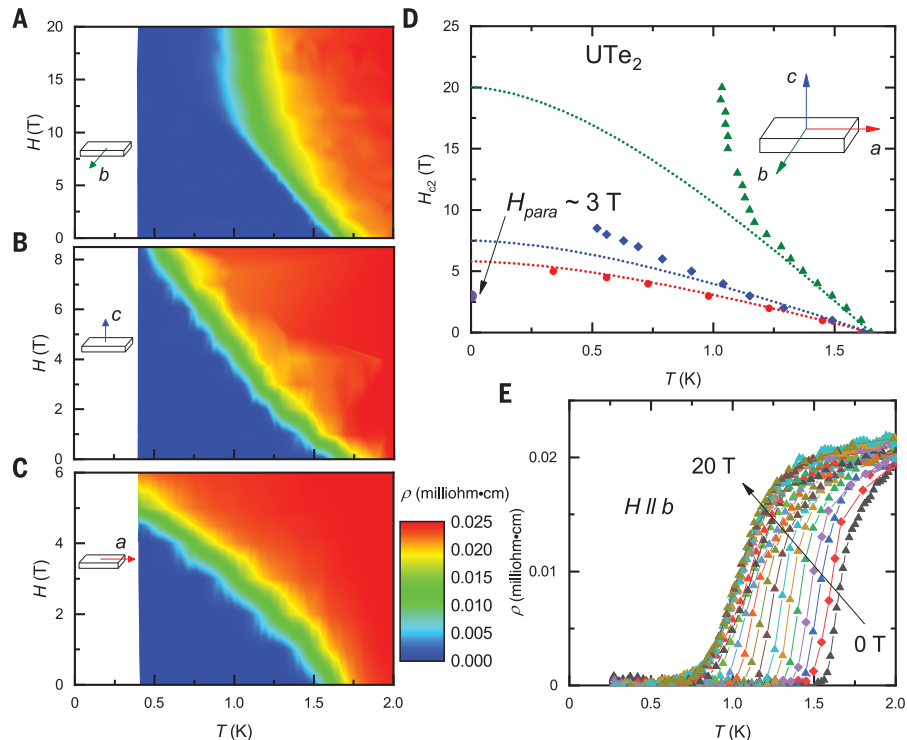 A
H (T)
20
15
10
5
0
b
B
H (T)
8
6
4
2
0
c
C
H (T)
6
4
2
0
a
0
0.5
1.0
1.5
2.0
T (K)
ρ (milliohm•cm)
0.025
0.020
0.015
0.010
0.005
0.000
D
UTe2
Hc2 (T)
25
20
15
10
5
0
c
a
b
Hpara ~ 3 T
0
0.5
1.0
1.5
T (K)
E
ρ (milliohm•cm)
0.02
0.01
0
20 T
H // b
0 T
0
0.5
1.0
1.5
2.0
T (K)